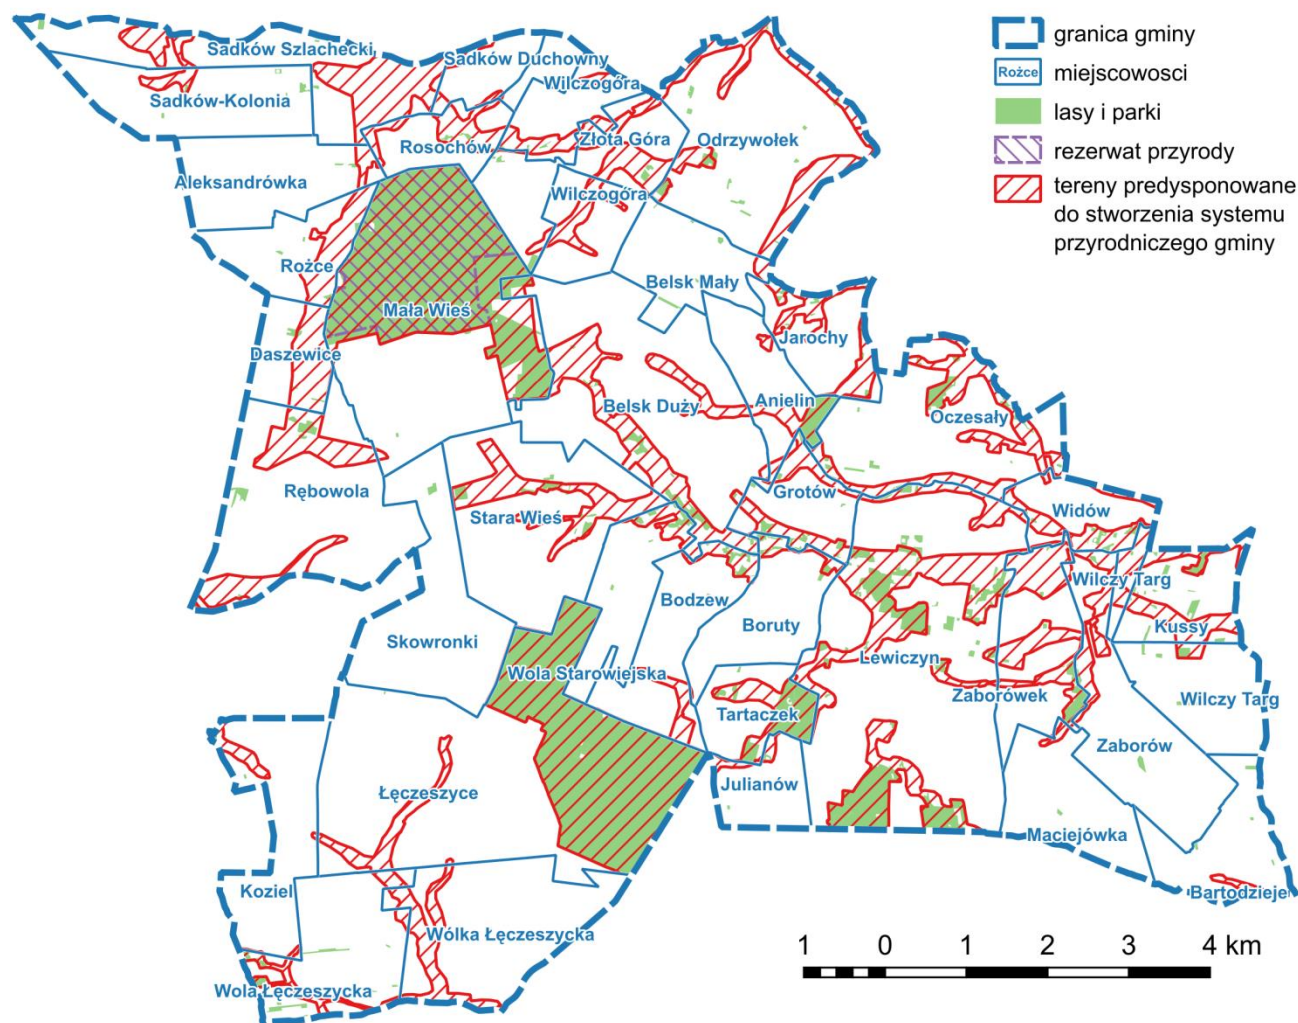 granica gminy
Rożce
miejscowosci
lasy i parki
rezerwat przyrody
tereny predysponowane
do stworzenia systemu
przyrodniczego gminy
Sadków Szlachecki
Sadków Duchowny
Wilczogóra
Sadków-Kolonia
Rosochów
Złota Góra
Odrzywołek
Aleksandrówka
Wilczogóra
Rożce
Belsk Mały
Mała Wieś
Jarochy
Daszewice
Belsk Duży
Anielin
Oczesały
Rębowola
Grotów
Stara Wieś
Widów
Wilczy Targ
Bodzew
Boruty
Kussy
Skowronki
Lewiczyn
Wola Starowiejska
Zaborówek
Wilczy Targ
Tartaczek
Zaborów
Julianów
Łęczeszyce
Maciejówka
Kozieł
Bartodzieje
Wólka Łęczeszycka
Wola Łęczeszycka
1 0 1 2 3 4 km